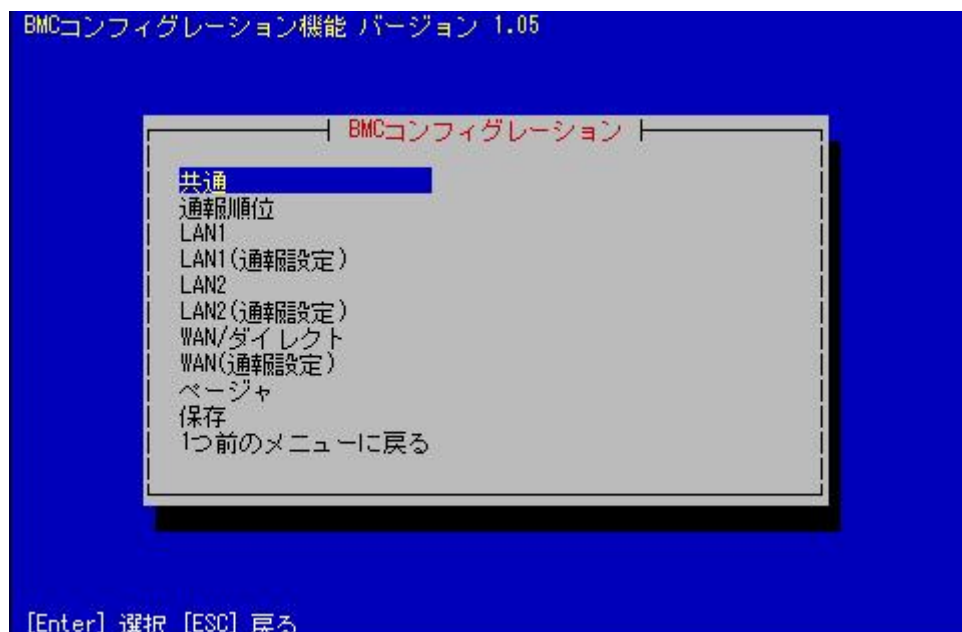 BMCコンフィグレーション機能 バージョン 1.05
BMCコンフィグレーション
共通
通報順位
LAN1
LAN1(通報設定)
LAN2
LAN2(通報設定)
WAN/ダイレクト
WAN(通報設定)
ページャ
保存
1つ前のメニューに戻る
[Enter] 選択 [ESC] 戻る